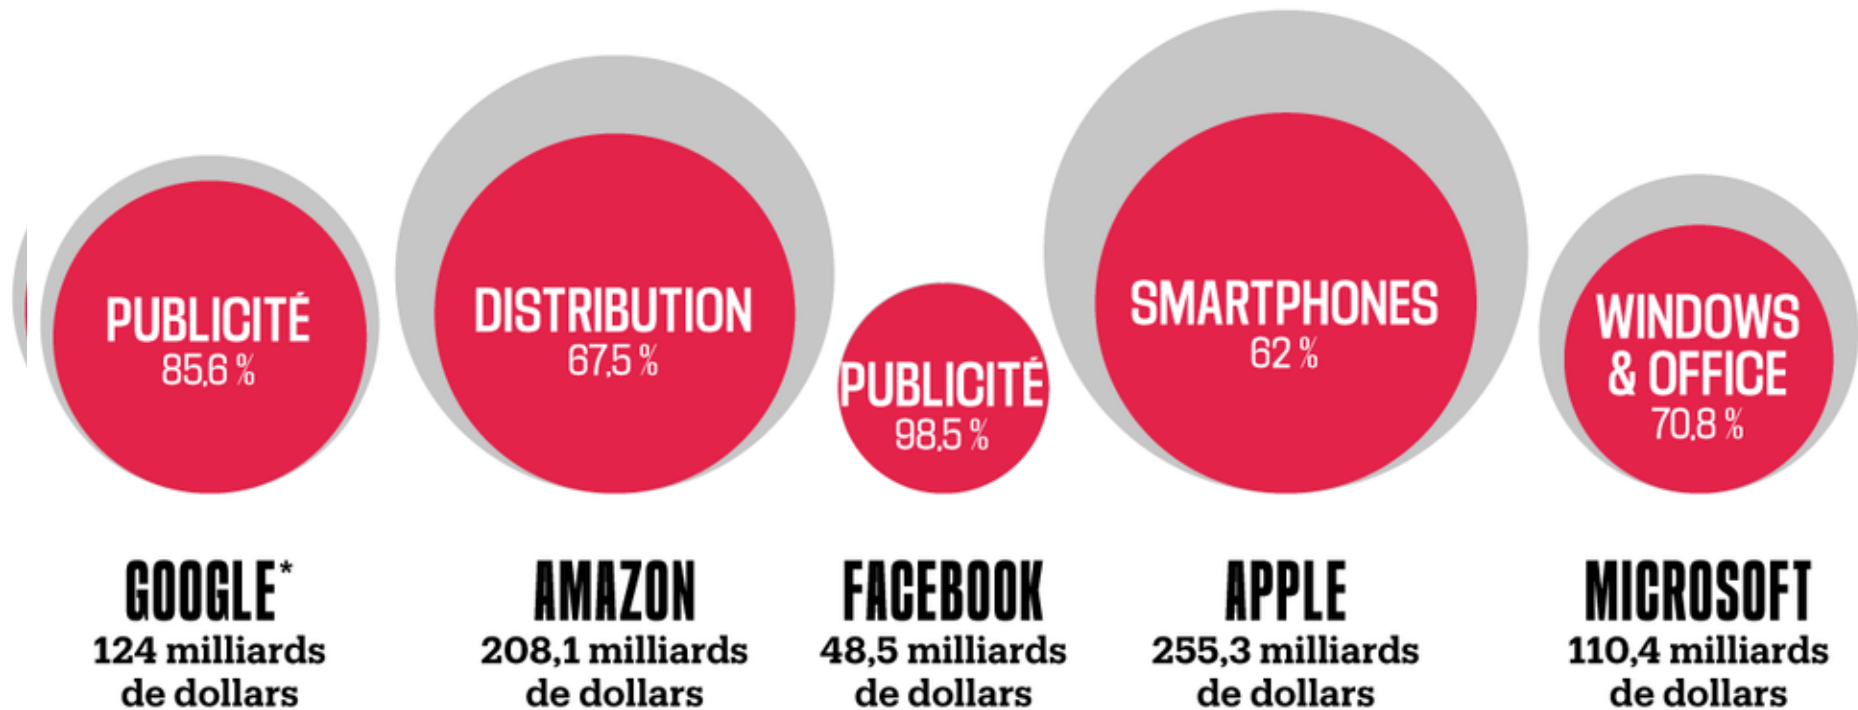 PUBLICITÉ
85,6 %
DISTRIBUTION
67,5 %
PUBLICITÉ
98,5 %
SMARTPHONES
62 %
WINDOWS
& OFFICE
70,8 %
GOOGLE*
124 milliards
de dollars
AMAZON
208,1 milliards
de dollars
FACEBOOK
48,5 milliards
de dollars
APPLE
255,3 milliards
de dollars
MICROSOFT
110,4 milliards
de dollars